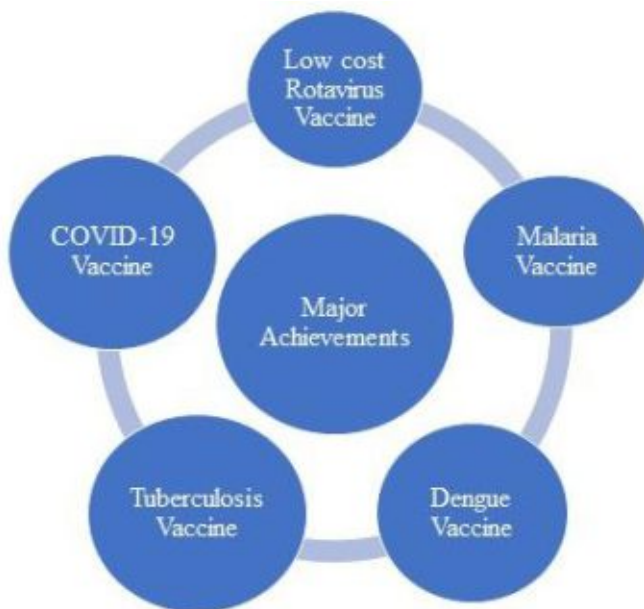 Low cost
Rotavirus
Vaccine
COVID-19
Vaccine
Malaria
Vaccine
Major
Achievements
Tuberculosis
Vaccine
Dengue
Vaccine